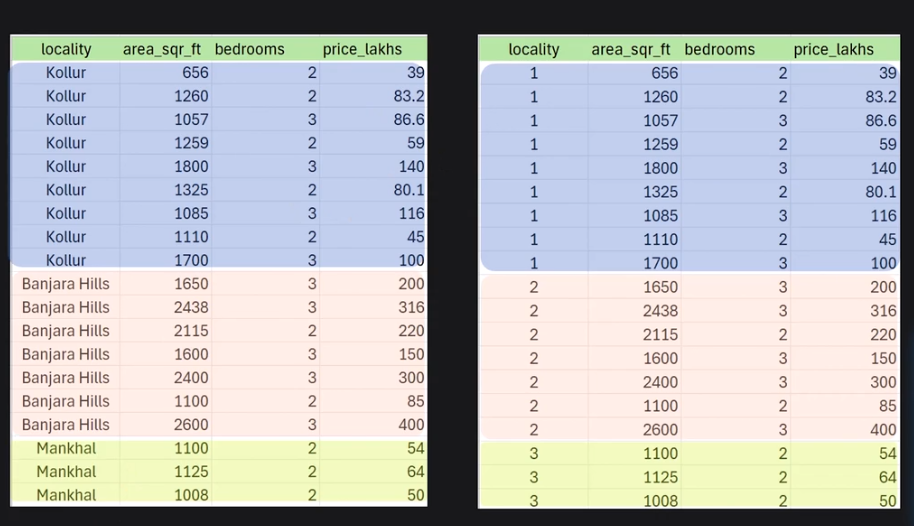 locality area_sqr_ft bedrooms price_lakhs
Kollur 656 2 39
Kollur 1260 2 83.2
Kollur 1057 3 86.6
Kollur 1259 2 59
Kollur 1800 3 140
Kollur 1325 2 80.1
Kollur 1085 3 116
Kollur 1110 2 45
Kollur 1700 3 100
Banjara Hills 1650 3 200
Banjara Hills 2438 3 316
Banjara Hills 2115 2 220
Banjara Hills 1600 3 150
Banjara Hills 2400 3 300
Banjara Hills 1100 2 85
Banjara Hills 2600 3 400
Mankhal 1100 2 54
Mankhal 1125 2 64
Mankhal 1008 2 50
locality area_sqr_ft bedrooms price_lakhs
1 656 2 39
1 1260 2 83.2
1 1057 3 86.6
1 1259 2 59
1 1800 3 140
1 1325 2 80.1
1 1085 3 116
1 1110 2 45
1 1700 3 100
2 1650 3 200
2 2438 3 316
2 2115 2 220
2 1600 3 150
2 2400 3 300
2 1100 2 85
2 2600 3 400
3 1100 2 54
3 1125 2 64
3 1008 2 50